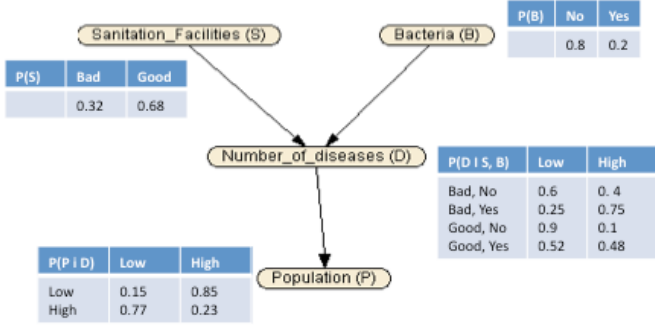 Sanitation_Facilities (S)
Bacteria (B)
P(B) No Yes
0.8 0.2
P(S) Bad Good
0.32 0.68
Number_of_diseases (D)
P(D I S, B) Low High
Bad, No 0.6 0. 4
Bad, Yes 0.25 0.75
Good, No 0.9 0.1
Good, Yes 0.52 0.48
P(P i D) Low High
Low 0.15 0.85
High 0.77 0.23
Population (P)